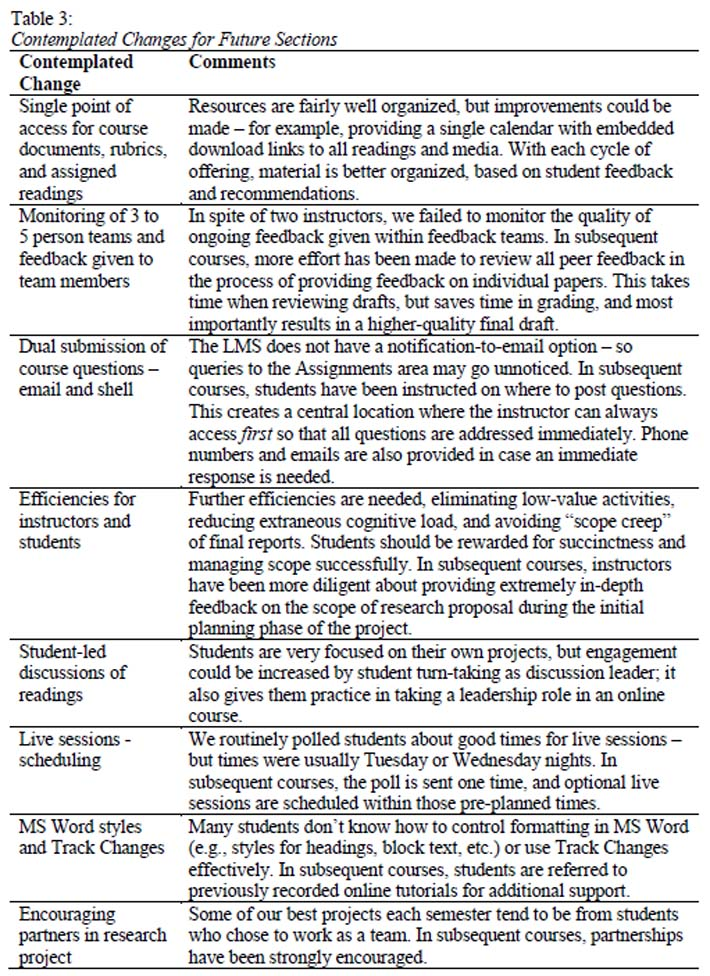 Table 3:
Contemplated Changes for Future Sections
Contemplated Change
Comments
Single point of
access for course
documents, rubrics,
and assigned
readings
Resources are fairly well organized, but improvements could be
made – for example, providing a single calendar with embedded
download links to all readings and media. With each cycle of
offering, material is better organized, based on student feedback
and recommendations.
Monitoring of 3 to
5 person teams and
feedback given to
team members
In spite of two instructors, we failed to monitor the quality of
ongoing feedback given within feedback teams. In subsequent
courses, more effort has been made to review all peer feedback in
the process of providing feedback on individual papers. This takes
time when reviewing drafts, but saves time in grading, and most
importantly results in a higher-quality final draft.
Dual submission of
course questions –
email and shell
The LMS does not have a notification-to-email option – so
queries to the Assignments area may go unnoticed. In subsequent
courses, students have been instructed on where to post questions.
This creates a central location where the instructor can always
access first so that all questions are addressed immediately. Phone
numbers and emails are also provided in case an immediate
response is needed.
Efficiencies for
instructors and
students
Further efficiencies are needed, eliminating low-value activities,
reducing extraneous cognitive load, and avoiding “scope creep”
of final reports. Students should be rewarded for succinctness and
managing scope successfully. In subsequent courses, instructors
have been more diligent about providing extremely in-depth
feedback on the scope of research proposal during the initial
planning phase of the project.
Student-led
discussions of
readings
Students are very focused on their own projects, but engagement
could be increased by student turn-taking as discussion leader; it
also gives them practice in taking a leadership role in an online
course.
Live sessions -
scheduling
We routinely polled students about good times for live sessions –
but times were usually Tuesday or Wednesday nights. In
subsequent courses, the poll is sent one time, and optional live
sessions are scheduled within those pre-planned times.
MS Word styles
and Track Changes
Many students don’t know how to control formatting in MS Word
(e.g., styles for headings, block text, etc.) or use Track Changes
effectively. In subsequent courses, students are referred to
previously recorded online tutorials for additional support.
Encouraging
partners in research
project
Some of our best projects each semester tend to be from students
who chose to work as a team. In subsequent courses, partnerships
have been strongly encouraged.